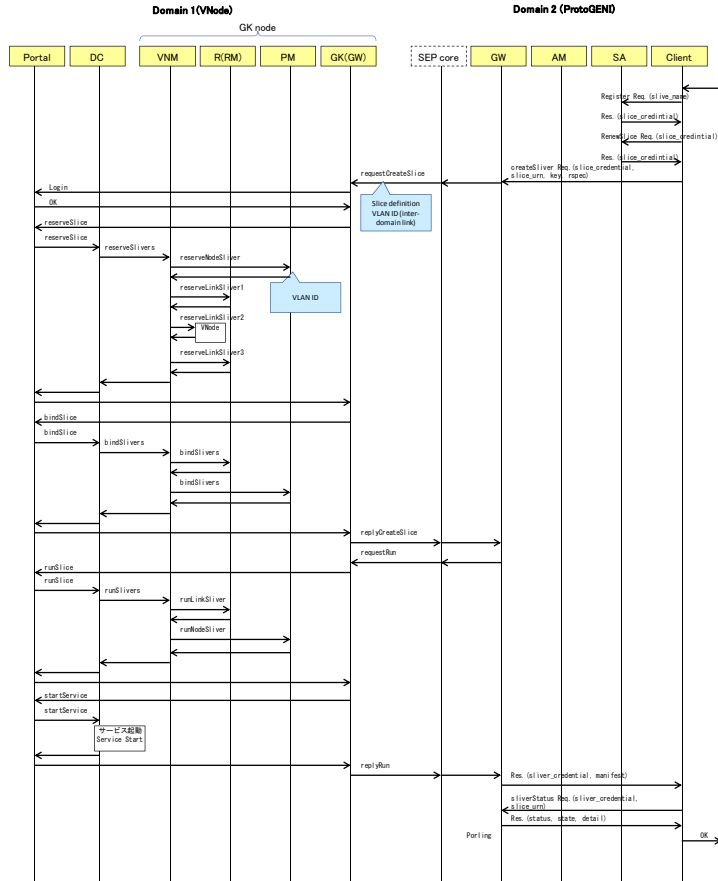 Domain 1(VNode)
Domain 2 (ProtoGENI)
GK node
Portal
DC
VNM
R(RM)
PM
GK(GW)
SEP core
GW
AM
SA
Client
Register Req. (slive_name)
Res. (slice_credintial)
RenewSlice Req. (slice_credintial)
Res. (slice_credintial)
createSliver Req. (slice_credential,
slice_urn, key, rspec)
requestCreateSlice
Login
Slice definition
VLAN ID (inter-
domain link)
OK
reserveSlice
reserveSlice
reserveSlivers
reserveNodeSliver
VLAN ID
reserveLinkSliver1
reserveLinkSliver2
VNode
reserveLinkSliver3
bindSlice
bindSlice
bindSlivers
bindSlivers
bindSlivers
replyCreateSlice
requestRun
runSlice
runSlice
runSlivers
runLinkSliver
runNodeSliver
startService
startService
サービス起動
Service Start
replyRun
Res. (sliver_credential, manifest)
sliverStatus Req. (sliver_credential,
slice_urn)
Res. (status, state, detail)
Porling
OK